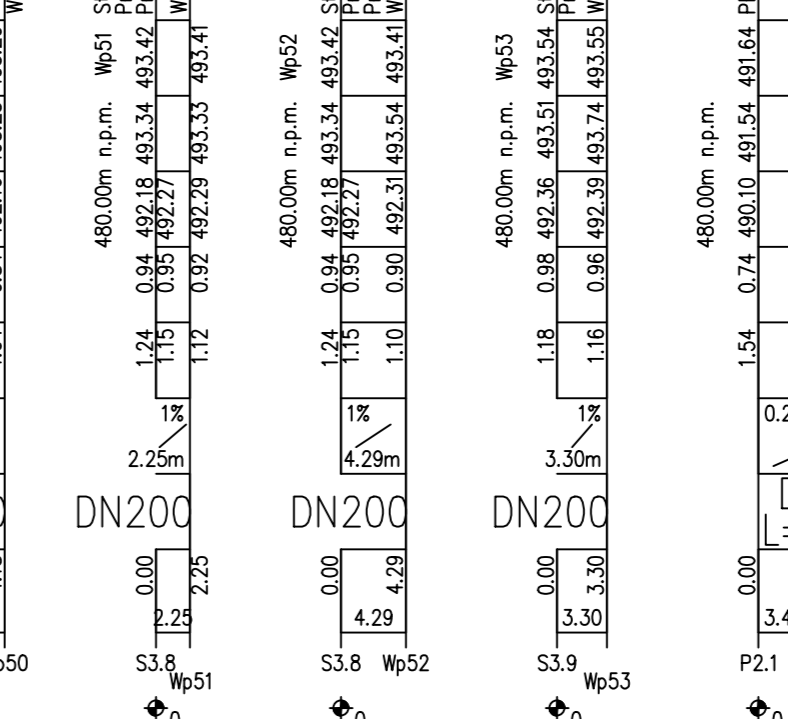 Wp51
480.00m n.p.m.
493.42
493.41
493.34
493.33
492.18
492.27
492.29
0.94
0.95
0.92
1.24
1.15
1.12
1%
2.25m
DN200
0.00
2.25
2.25
S3.8
Wp51
Wp52
480.00m n.p.m.
493.42
493.41
493.34
493.54
492.18
492.27
492.31
0.94
0.95
0.90
1.24
1.15
1.10
1%
4.29m
DN200
0.00
4.29
4.29
S3.8 Wp52
Wp53
480.00m n.p.m.
493.54
493.55
493.51
493.74
492.36
492.39
0.98
0.96
1.18
1.16
1%
3.30m
DN200
0.00
3.30
3.30
S3.9
Wp53
480.00m n.p.m.
491.64
491.54
490.10
0.74
1.54
0.00
P2.1